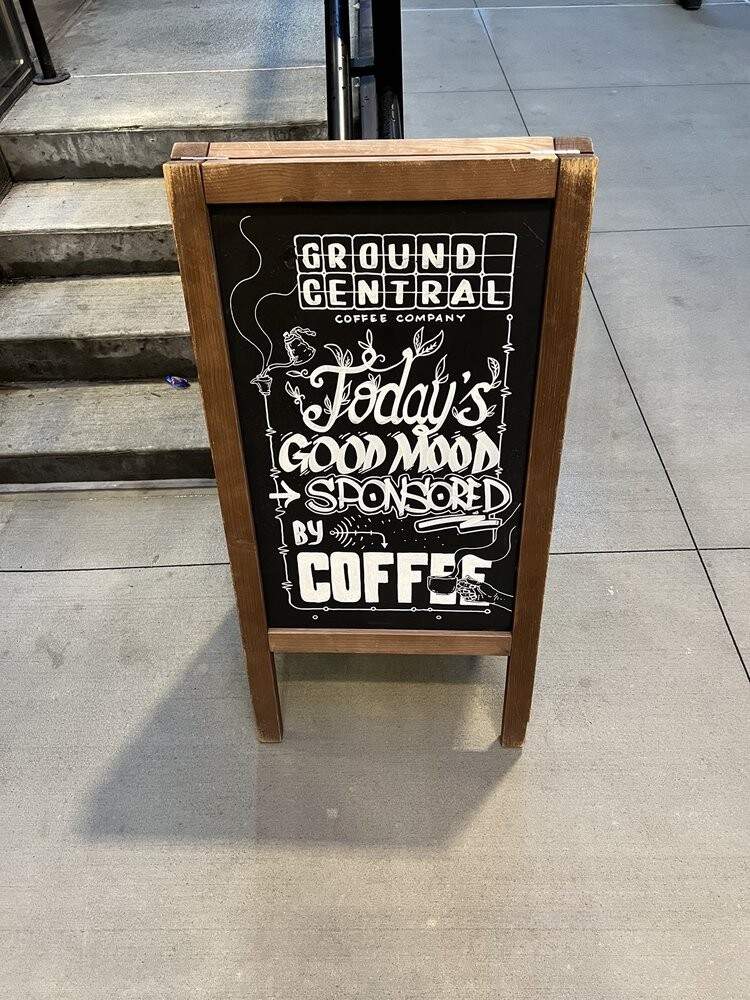 GROUND
CENTRAL
COFFEE COMPANY
Today's
GOOD MOOD
SPONSORED
BY
COFFEE